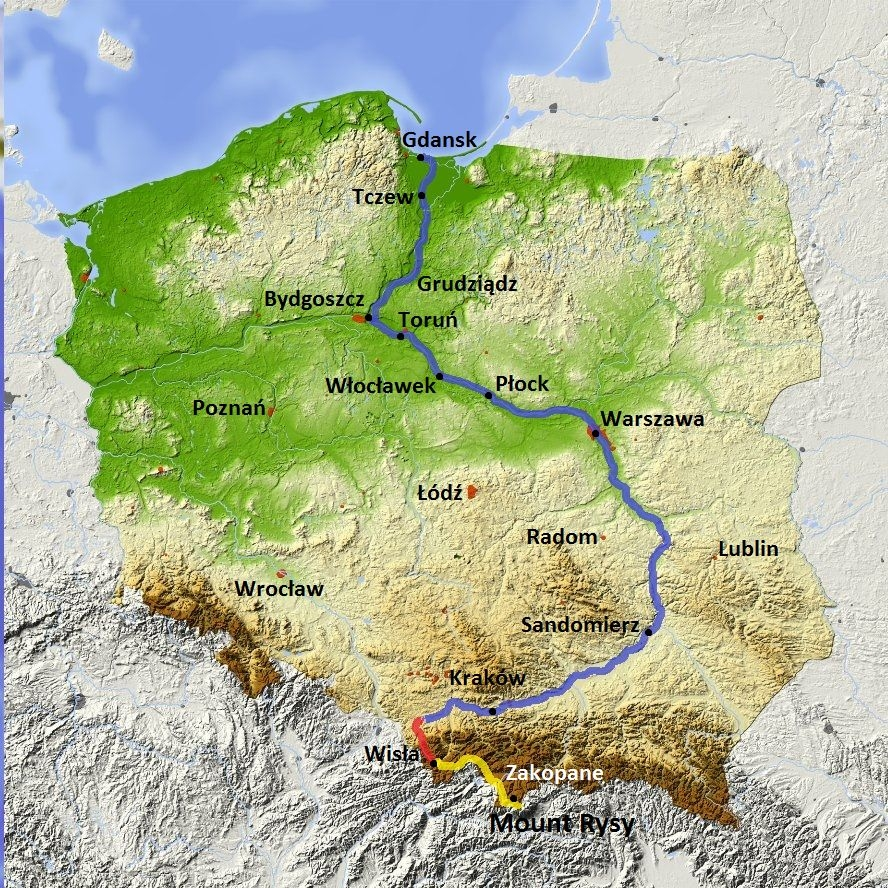 Gdansk
Tczew
Grudziądz
Bydgoszcz
Toruń
Włocławek
Płock
Poznań
Warszawa
Łódź
Radom
Lublin
Wrocław
Sandomierz
Kraków
Wisła
Zakopane
Mount Rysy